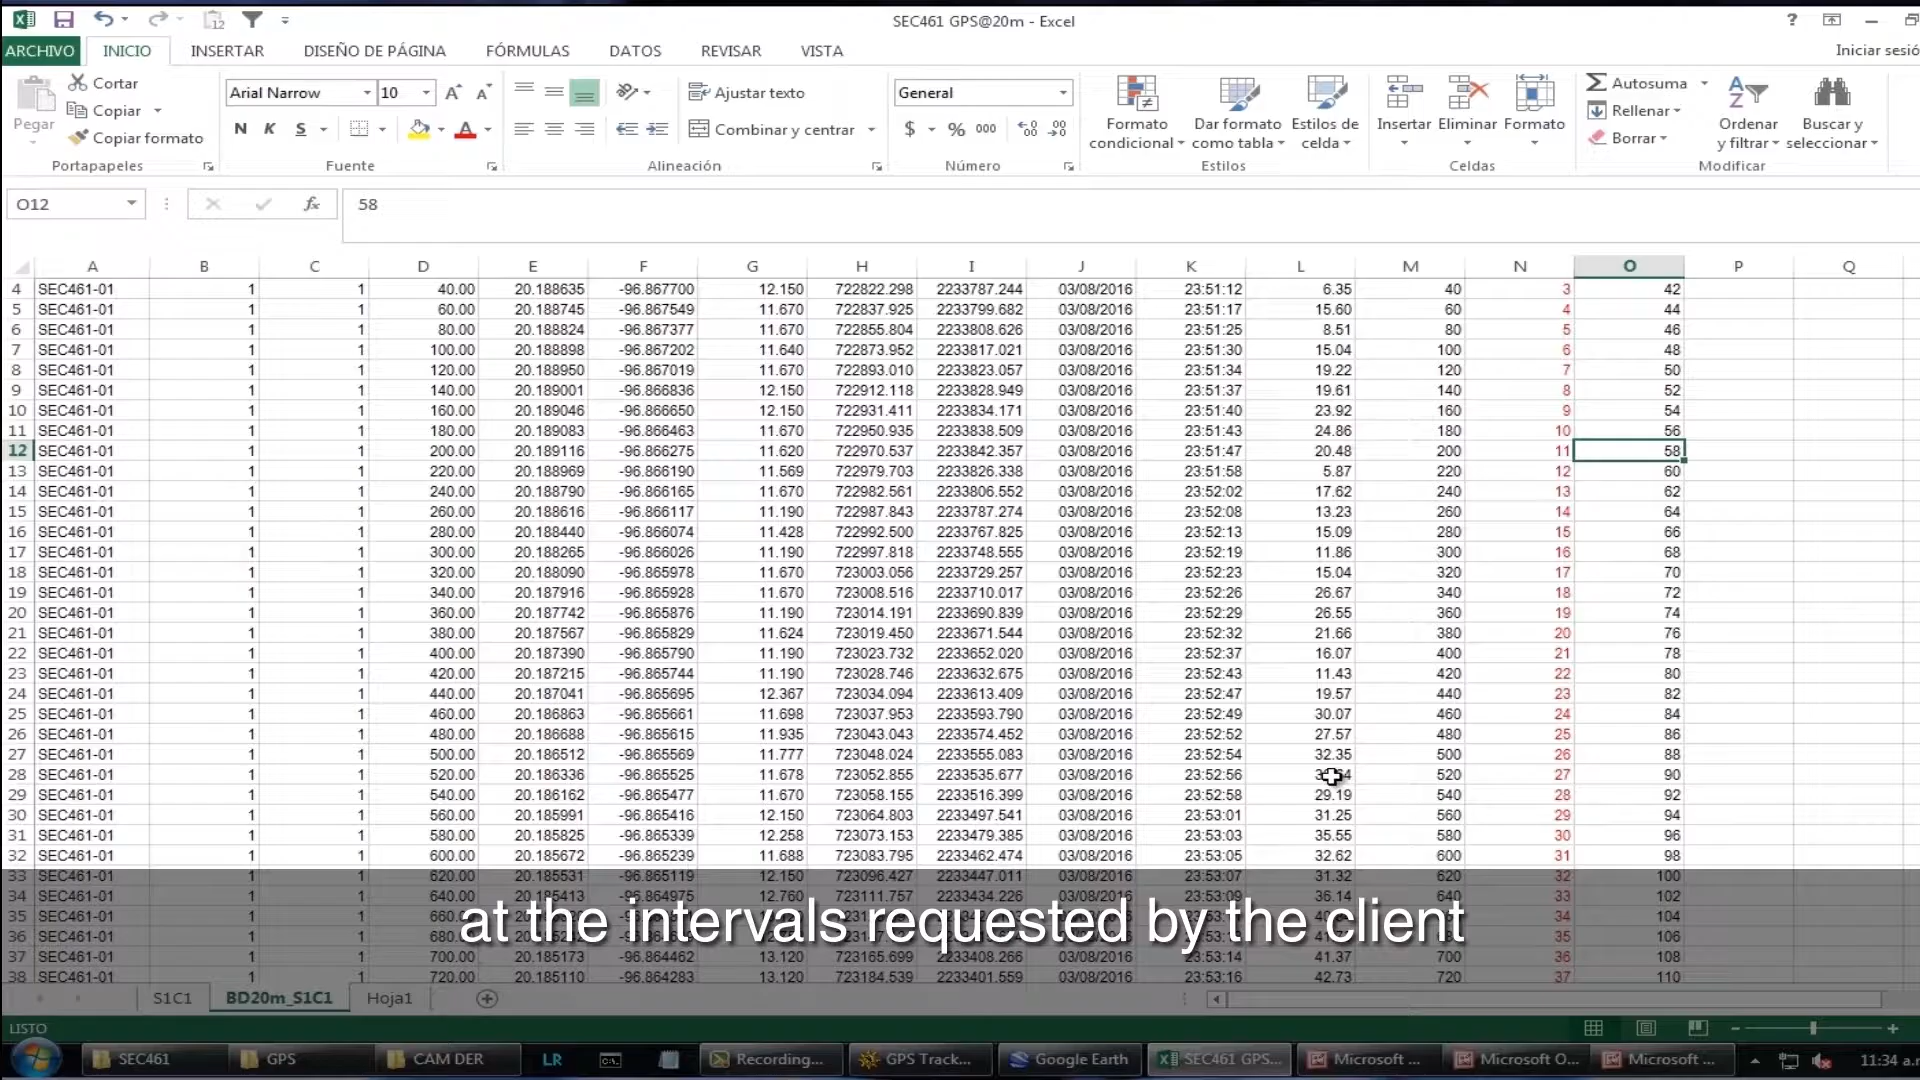 SEC461 GPS@20m - Excel
ARCHIVO INICIO INSERTAR DISEÑO DE PÁGINA FÓRMULAS DATOS REVISAR VISTA
Cortar
Copiar
Copiar formato
Pegar
Portapapeles
Arial Narrow 10
N K S
Fuente
Ajustar texto
Combinar y centrar
Alineación
General
$ % 000
Número
Formato condicional
Dar formato como tabla
Estilos de celda
Estilos
Insertar Eliminar Formato
Celdas
Autosuma
Rellenar
Borrar
Ordenar y filtrar
Buscar y seleccionar
Modificar
O12 fx 58
A B C D E F G H I J K L M N O P Q
4 SEC461-01 1 1 40.00 20.188635 -96.867700 12.150 722822.298 2233787.244 03/08/2016 23:51:12 6.35 40 3 42
5 SEC461-01 1 1 60.00 20.188745 -96.867549 11.670 722837.925 2233799.682 03/08/2016 23:51:17 15.60 60 4 44
6 SEC461-01 1 1 80.00 20.188824 -96.867377 11.670 722855.804 2233808.626 03/08/2016 23:51:25 8.51 80 5 46
7 SEC461-01 1 1 100.00 20.188898 -96.867202 11.640 722873.952 2233817.021 03/08/2016 23:51:30 15.04 100 6 48
8 SEC461-01 1 1 120.00 20.188950 -96.867019 11.670 722893.010 2233823.057 03/08/2016 23:51:34 19.22 120 7 50
9 SEC461-01 1 1 140.00 20.189001 -96.866836 12.150 722912.118 2233828.949 03/08/2016 23:51:37 19.61 140 8 52
10 SEC461-01 1 1 160.00 20.189046 -96.866650 12.150 722931.411 2233834.171 03/08/2016 23:51:40 23.92 160 9 54
11 SEC461-01 1 1 180.00 20.189083 -96.866463 11.670 722950.935 2233838.509 03/08/2016 23:51:43 24.86 180 10 56
12 SEC461-01 1 1 200.00 20.189116 -96.866275 11.620 722970.537 2233842.357 03/08/2016 23:51:47 20.48 200 11 58
13 SEC461-01 1 1 220.00 20.188969 -96.866190 11.569 722979.703 2233826.338 03/08/2016 23:51:58 5.87 220 12 60
14 SEC461-01 1 1 240.00 20.188790 -96.866165 11.670 722982.561 2233806.552 03/08/2016 23:52:02 17.62 240 13 62
15 SEC461-01 1 1 260.00 20.188616 -96.866117 11.190 722987.843 2233787.274 03/08/2016 23:52:08 13.23 260 14 64
16 SEC461-01 1 1 280.00 20.188440 -96.866074 11.428 722992.500 2233767.825 03/08/2016 23:52:13 15.09 280 15 66
17 SEC461-01 1 1 300.00 20.188265 -96.866026 11.190 722997.818 2233748.555 03/08/2016 23:52:19 11.86 300 16 68
18 SEC461-01 1 1 320.00 20.188090 -96.865978 11.670 723003.056 2233729.257 03/08/2016 23:52:23 15.04 320 17 70
19 SEC461-01 1 1 340.00 20.187916 -96.865928 11.670 723008.516 2233710.017 03/08/2016 23:52:26 26.67 340 18 72
20 SEC461-01 1 1 360.00 20.187742 -96.865876 11.190 723014.191 2233690.839 03/08/2016 23:52:29 26.55 360 19 74
21 SEC461-01 1 1 380.00 20.187567 -96.865829 11.624 723019.450 2233671.544 03/08/2016 23:52:32 21.66 380 20 76
22 SEC461-01 1 1 400.00 20.187390 -96.865790 11.190 723023.732 2233652.020 03/08/2016 23:52:37 16.07 400 21 78
23 SEC461-01 1 1 420.00 20.187215 -96.865744 11.190 723028.746 2233632.675 03/08/2016 23:52:43 11.43 420 22 80
24 SEC461-01 1 1 440.00 20.187041 -96.865695 12.367 723034.094 2233613.409 03/08/2016 23:52:47 19.57 440 23 82
25 SEC461-01 1 1 460.00 20.186863 -96.865661 11.698 723037.953 2233593.790 03/08/2016 23:52:49 30.07 460 24 84
26 SEC461-01 1 1 480.00 20.186688 -96.865615 11.935 723043.043 2233574.452 03/08/2016 23:52:52 27.57 480 25 86
27 SEC461-01 1 1 500.00 20.186512 -96.865569 11.777 723048.024 2233555.083 03/08/2016 23:52:54 32.35 500 26 88
28 SEC461-01 1 1 520.00 20.186336 -96.865525 11.678 723052.855 2233535.677 03/08/2016 23:52:56 520 27 90
29 SEC461-01 1 1 540.00 20.186162 -96.865477 11.670 723058.155 2233516.399 03/08/2016 23:52:58 29.19 540 28 92
30 SEC461-01 1 1 560.00 20.185991 -96.865416 12.150 723064.803 2233497.541 03/08/2016 23:53:01 31.25 560 29 94
31 SEC461-01 1 1 580.00 20.185825 -96.865339 12.258 723073.153 2233479.385 03/08/2016 23:53:03 35.55 580 30 96
32 SEC461-01 1 1 600.00 20.185672 -96.865239 11.688 723083.795 2233462.474 03/08/2016 23:53:05 32.62 600 31 98
33 SEC461-01 1 1 620.00 20.185531 -96.865119 12.150 723096.427 2233447.011 03/08/2016 23:53:07 31.32 620 32 100
34 SEC461-01 1 1 640.00 20.185413 -96.864975 12.760 723111.757 2233434.226 03/08/2016 23:53:09 36.14 640 33 102
35 SEC461-01 1 1 34 104
36 SEC461-01 1 1 35 106
37 SEC461-01 1 1 700.00 20.185173 -96.864462 13.120 723165.699 2233408.266 03/08/2016 23:53:14 41.37 700 36 108
38 SEC461-01 1 1 720.00 20.185110 -96.864283 13.120 723184.539 2233401.559 03/08/2016 23:53:16 42.73 720 37 110
at the intervals requested by the client
S1C1 BD20m_S1C1 Hoja1
LISTO
SEC461 GPS CAM DER LR Recording... GPS Track... Google Earth SEC461 GPS... Microsoft ... Microsoft O... Microsoft ... 11:34 a.